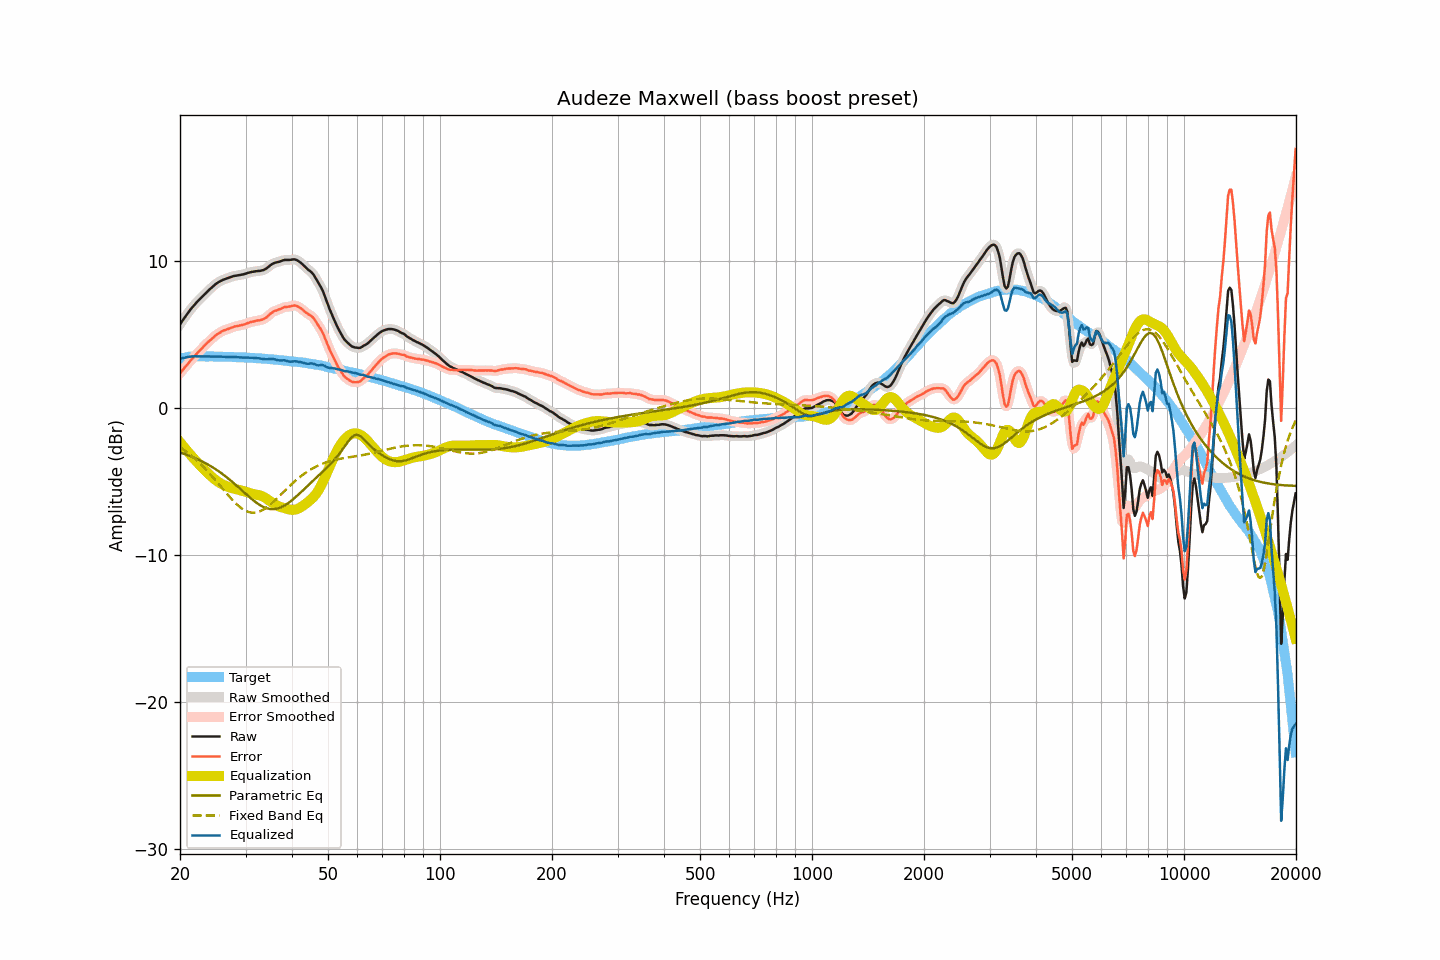 Audeze Maxwell (bass boost preset)
Amplitude (dBr)
10
0
−10
−20
−30
Target
Raw Smoothed
Error Smoothed
Raw
Error
Equalization
Parametric Eq
Fixed Band Eq
Equalized
20 50 100 200 500 1000 2000 5000 10000 20000
Frequency (Hz)